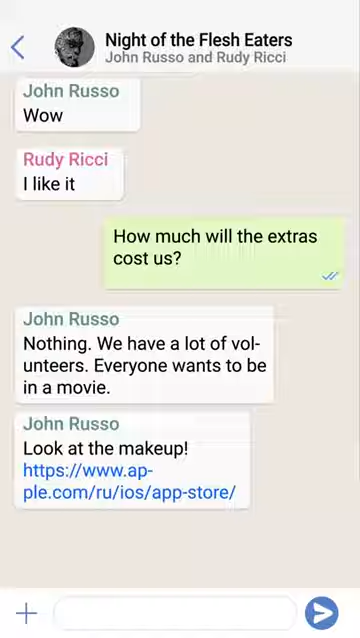 Night of the Flesh Eaters
John Russo and Rudy Ricci
John Russo
Wow
Rudy Ricci
I like it
How much will the extras
cost us?
John Russo
Nothing. We have a lot of vol-
unteers. Everyone wants to be
in a movie.
John Russo
Look at the makeup!
https://www.ap-
ple.com/ru/ios/app-store/